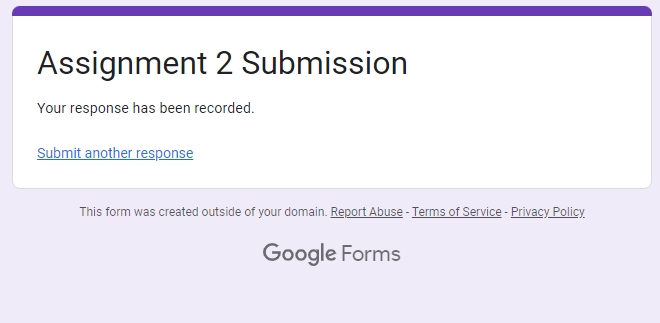 Assignment 2 Submission
Your response has been recorded.
Submit another response
This form was created outside of your domain. Report Abuse - Terms of Service - Privacy Policy
Google Forms